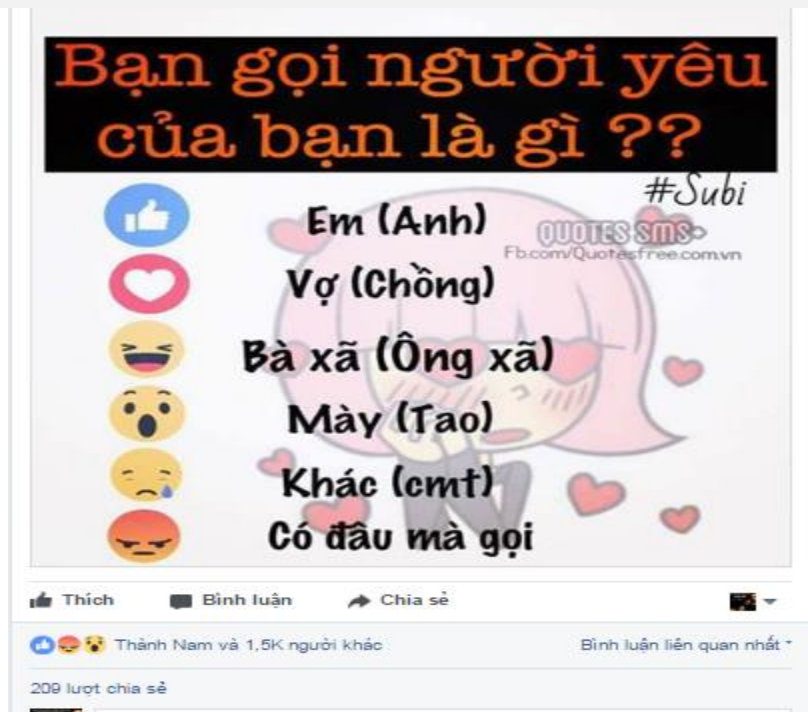 Bạn gọi người yêu
của bạn là gì ??
#Subi
Em (Anh)
QUOTES SMS
Fb.com/Quotesfree.com.vn
Vợ (Chồng)
Bà xã (Ông xã)
Mày (Tao)
Khác (cmt)
Có đâu mà gọi
Thích Bình luận Chia sẻ
Thành Nam và 1,5K người khác Bình luận liên quan nhất
209 lượt chia sẻ